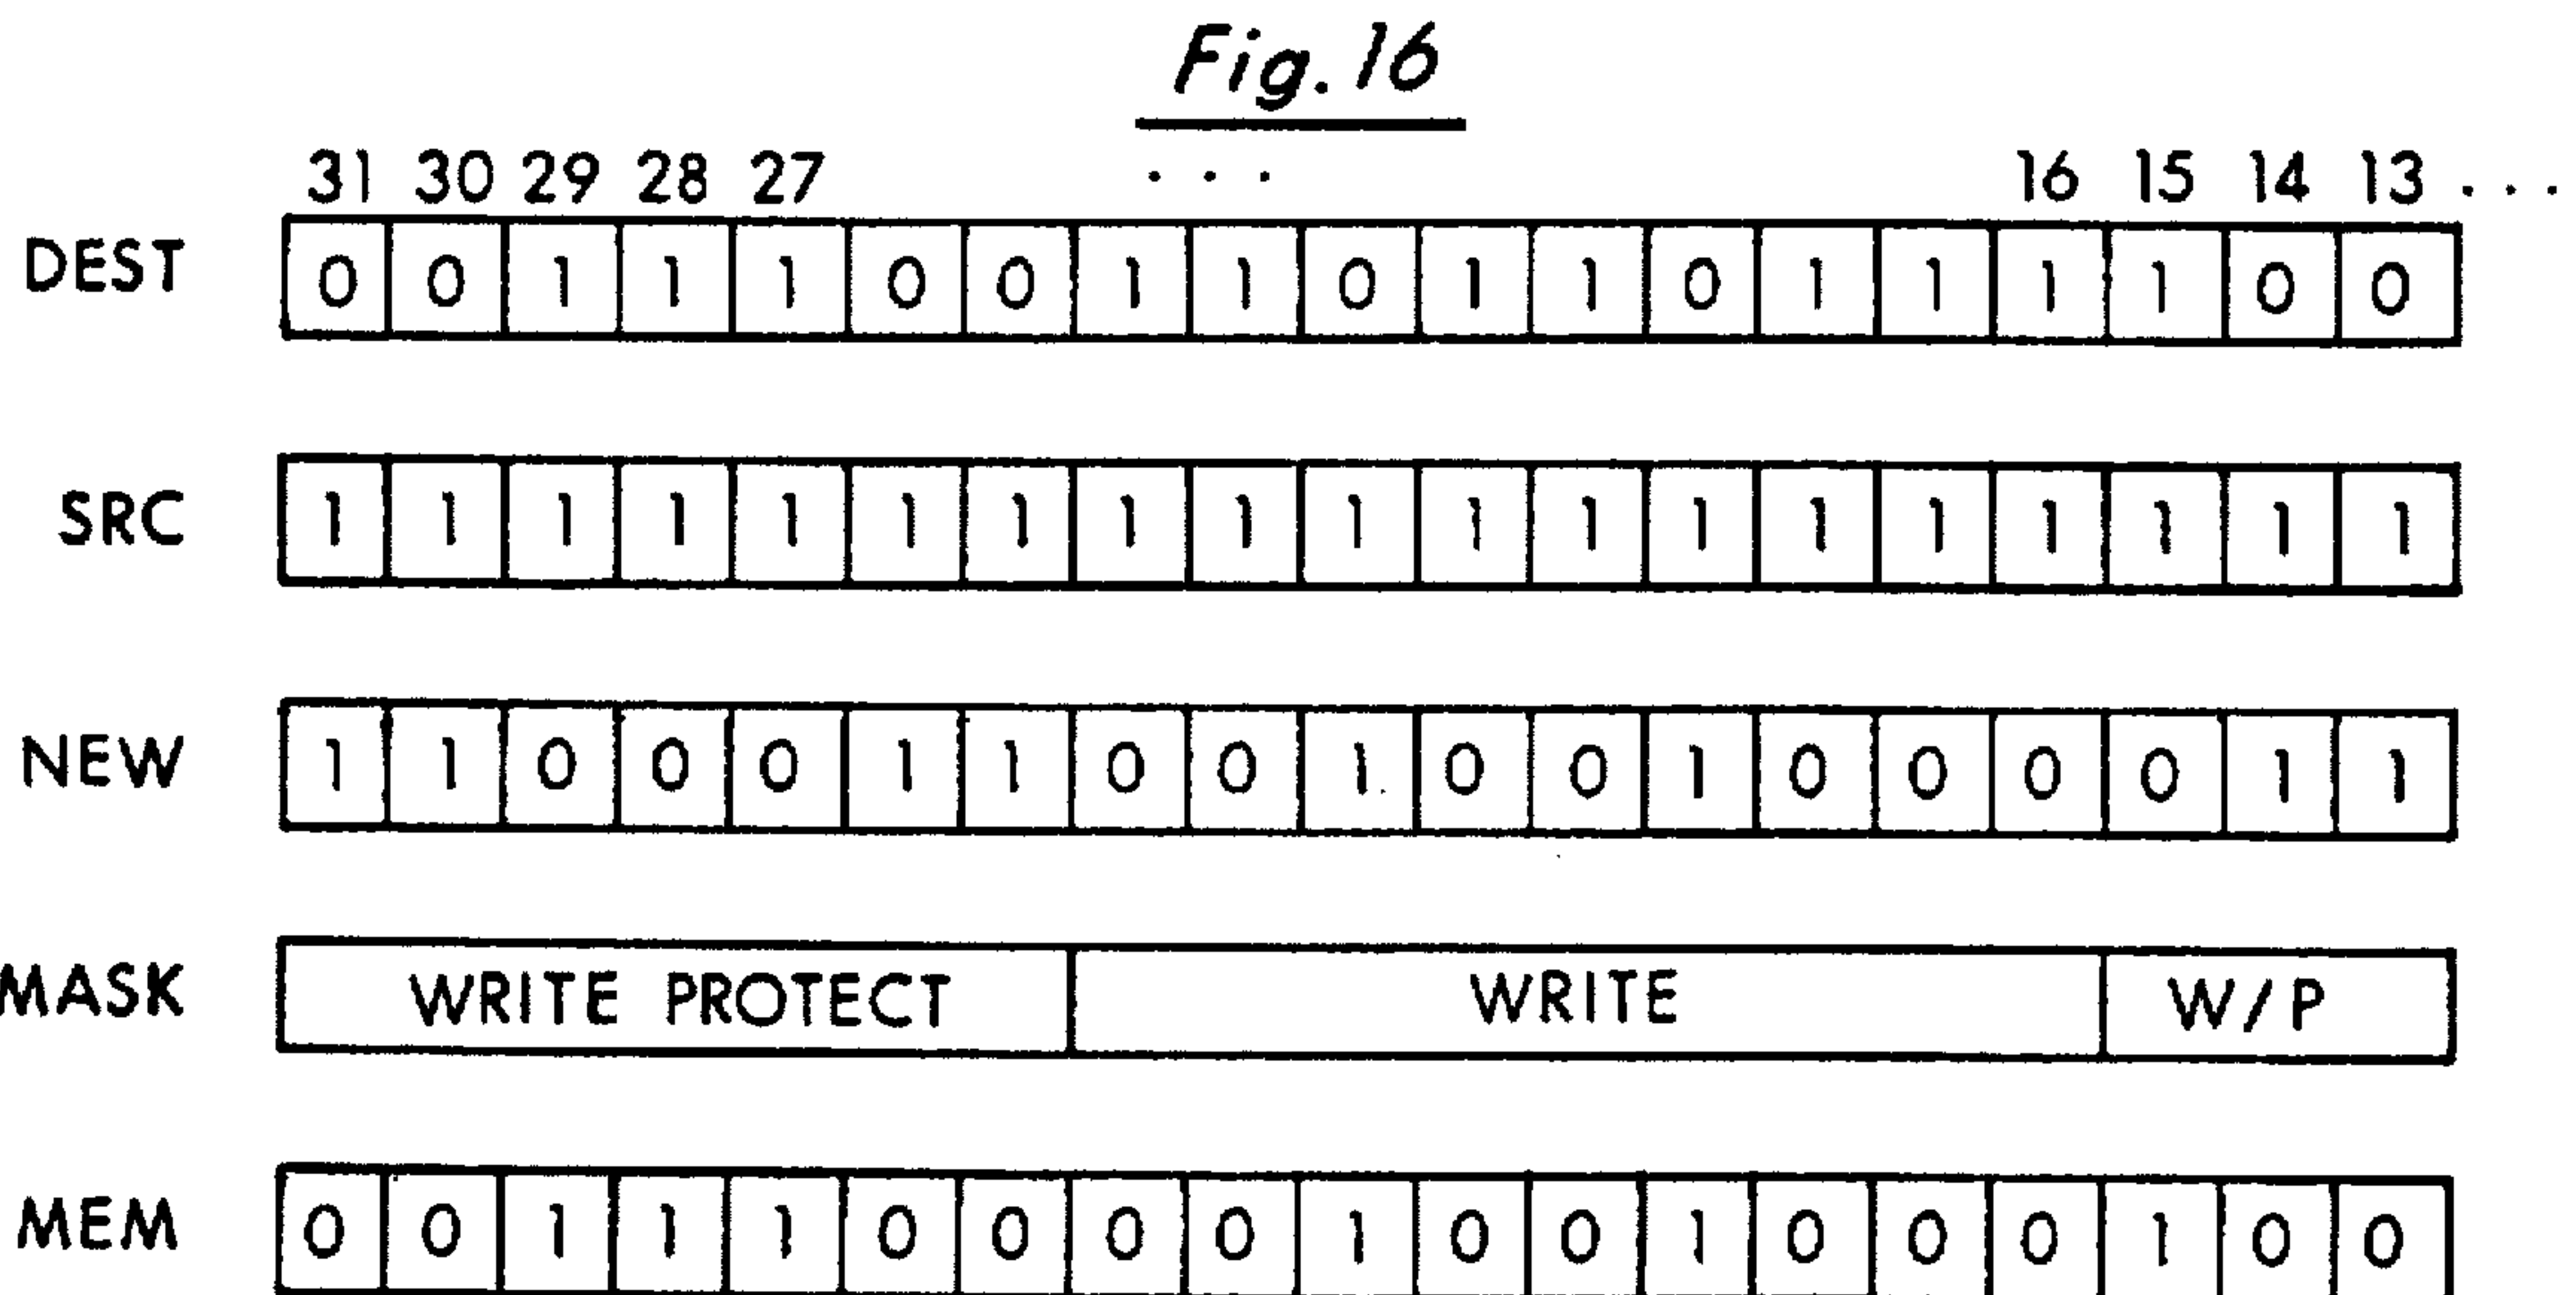 Fig. 16
31 30 29 28 27 . . . 16 15 14 13 . . .
DEST 0 0 1 1 1 0 0 1 1 0 1 1 0 1 1 1 1 0 0
SRC 1 1 1 1 1 1 1 1 1 1 1 1 1 1 1 1 1 1 1
NEW 1 1 0 0 0 1 1 0 0 1 0 0 1 0 0 0 0 1 1
MASK WRITE PROTECT WRITE W/P
MEM 0 0 1 1 1 0 0 0 0 1 0 0 1 0 0 0 1 0 0